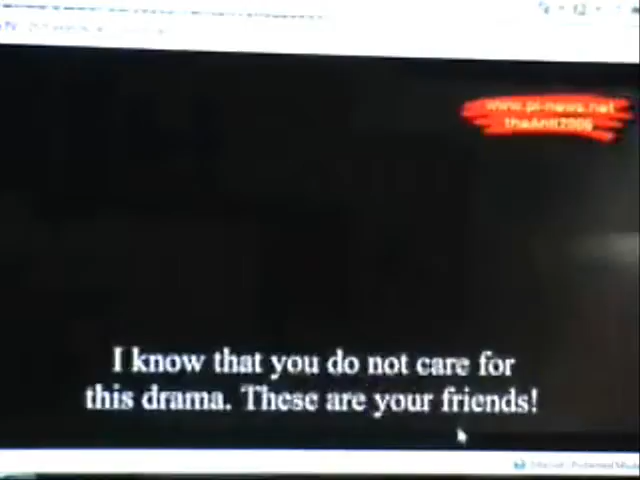 www.pi-news.net
theAnti2006
I know that you do not care for
this drama. These are your friends!